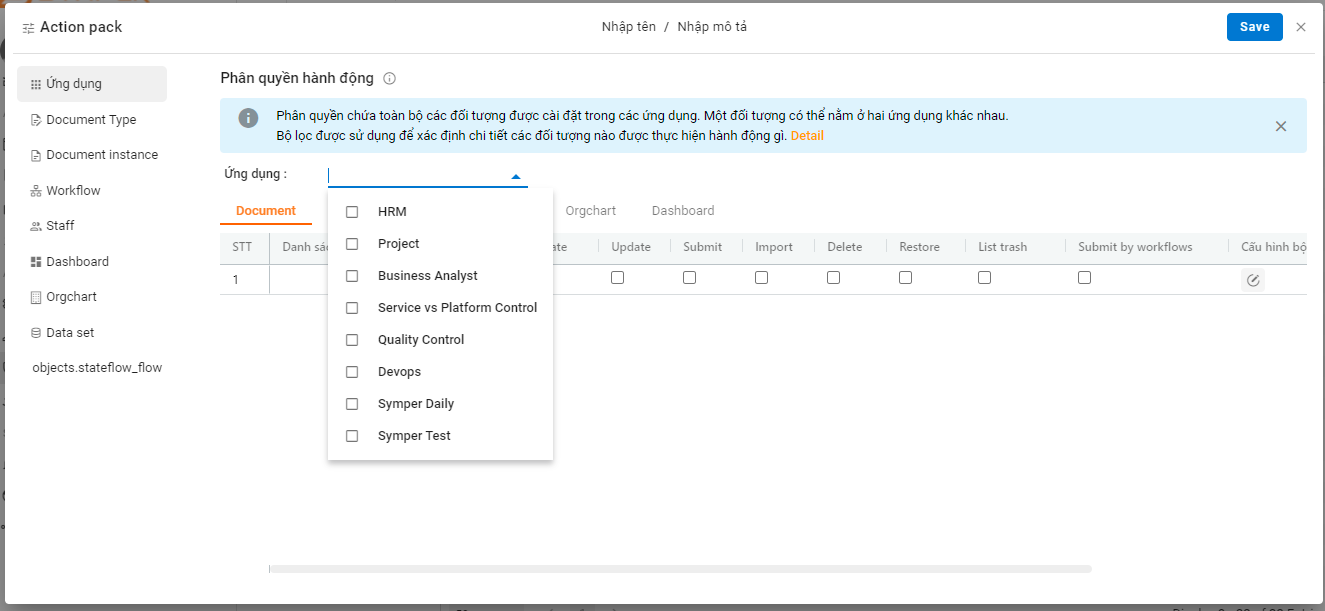 Action pack
Nhập tên / Nhập mô tả
Save
Ứng dụng
Document Type
Document instance
Workflow
Staff
Dashboard
Orgchart
Data set
objects.stateflow_flow
Phân quyền hành động
Phân quyền chứa toàn bộ các đối tượng được cài đặt trong các ứng dụng. Một đối tượng có thể nằm ở hai ứng dụng khác nhau.
Bộ lọc được sử dụng để xác định chi tiết các đối tượng nào được thực hiện hành động gì. Detail
Ứng dụng :
HRM
Project
Business Analyst
Service vs Platform Control
Quality Control
Devops
Symper Daily
Symper Test
Document
Orgchart
Dashboard
STT
Update
Submit
Import
Delete
Restore
List trash
Submit by workflows
Cấu hình bộ
1